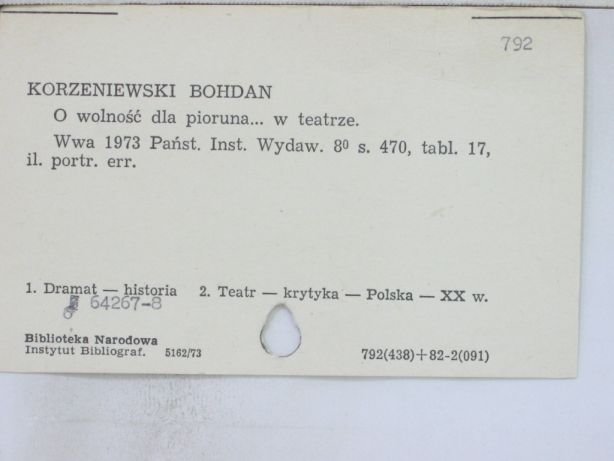 792
KORZENIEWSKI BOHDAN
O wolność dla pioruna... w teatrze.
Wwa 1973 Państ. Inst. Wydaw. 8⁰ s. 470, tabl. 17,
il. portr. err.
1. Dramat — historia 2. Teatr — krytyka — Polska — XX w.
64267-8
Biblioteka Narodowa
Instytut Bibliograf. 5162/73
792(438)+82-2(091)